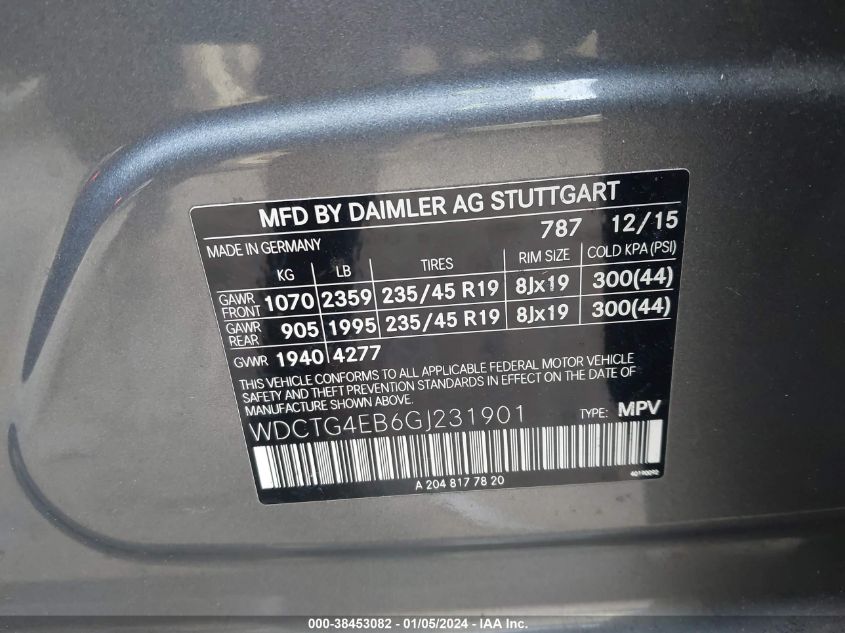 MFD BY DAIMLER AG STUTTGART
787 12/15
MADE IN GERMANY
KG LB TIRES RIM SIZE COLD KPA (PSI)
GAWR FRONT 1070 2359 235/45 R19 8Jx19 300(44)
GAWR REAR 905 1995 235/45 R19 8Jx19 300(44)
GVWR 1940 4277
THIS VEHICLE CONFORMS TO ALL APPLICABLE FEDERAL MOTOR VEHICLE
SAFETY AND THEFT PREVENTION STANDARDS IN EFFECT ON THE DATE OF
MANUFACTURE SHOWN ABOVE.
WDCTG4EB6GJ231901 TYPE: MPV
A 204 817 78 20
000-38453082 - 01/05/2024 - IAA Inc.